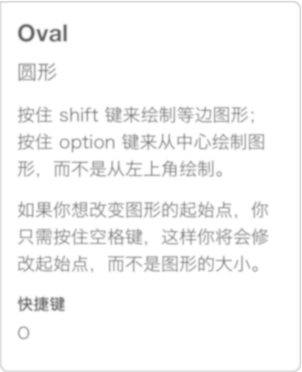 Oval
圆形
按住 shift 键来绘制等边图形；
按住 option 键来从中心绘制图
形，而不是从左上角绘制。
如果你想改变图形的起始点，你
只需按住空格键，这样你将会修
改起始点，而不是图形的大小。
快捷键
O